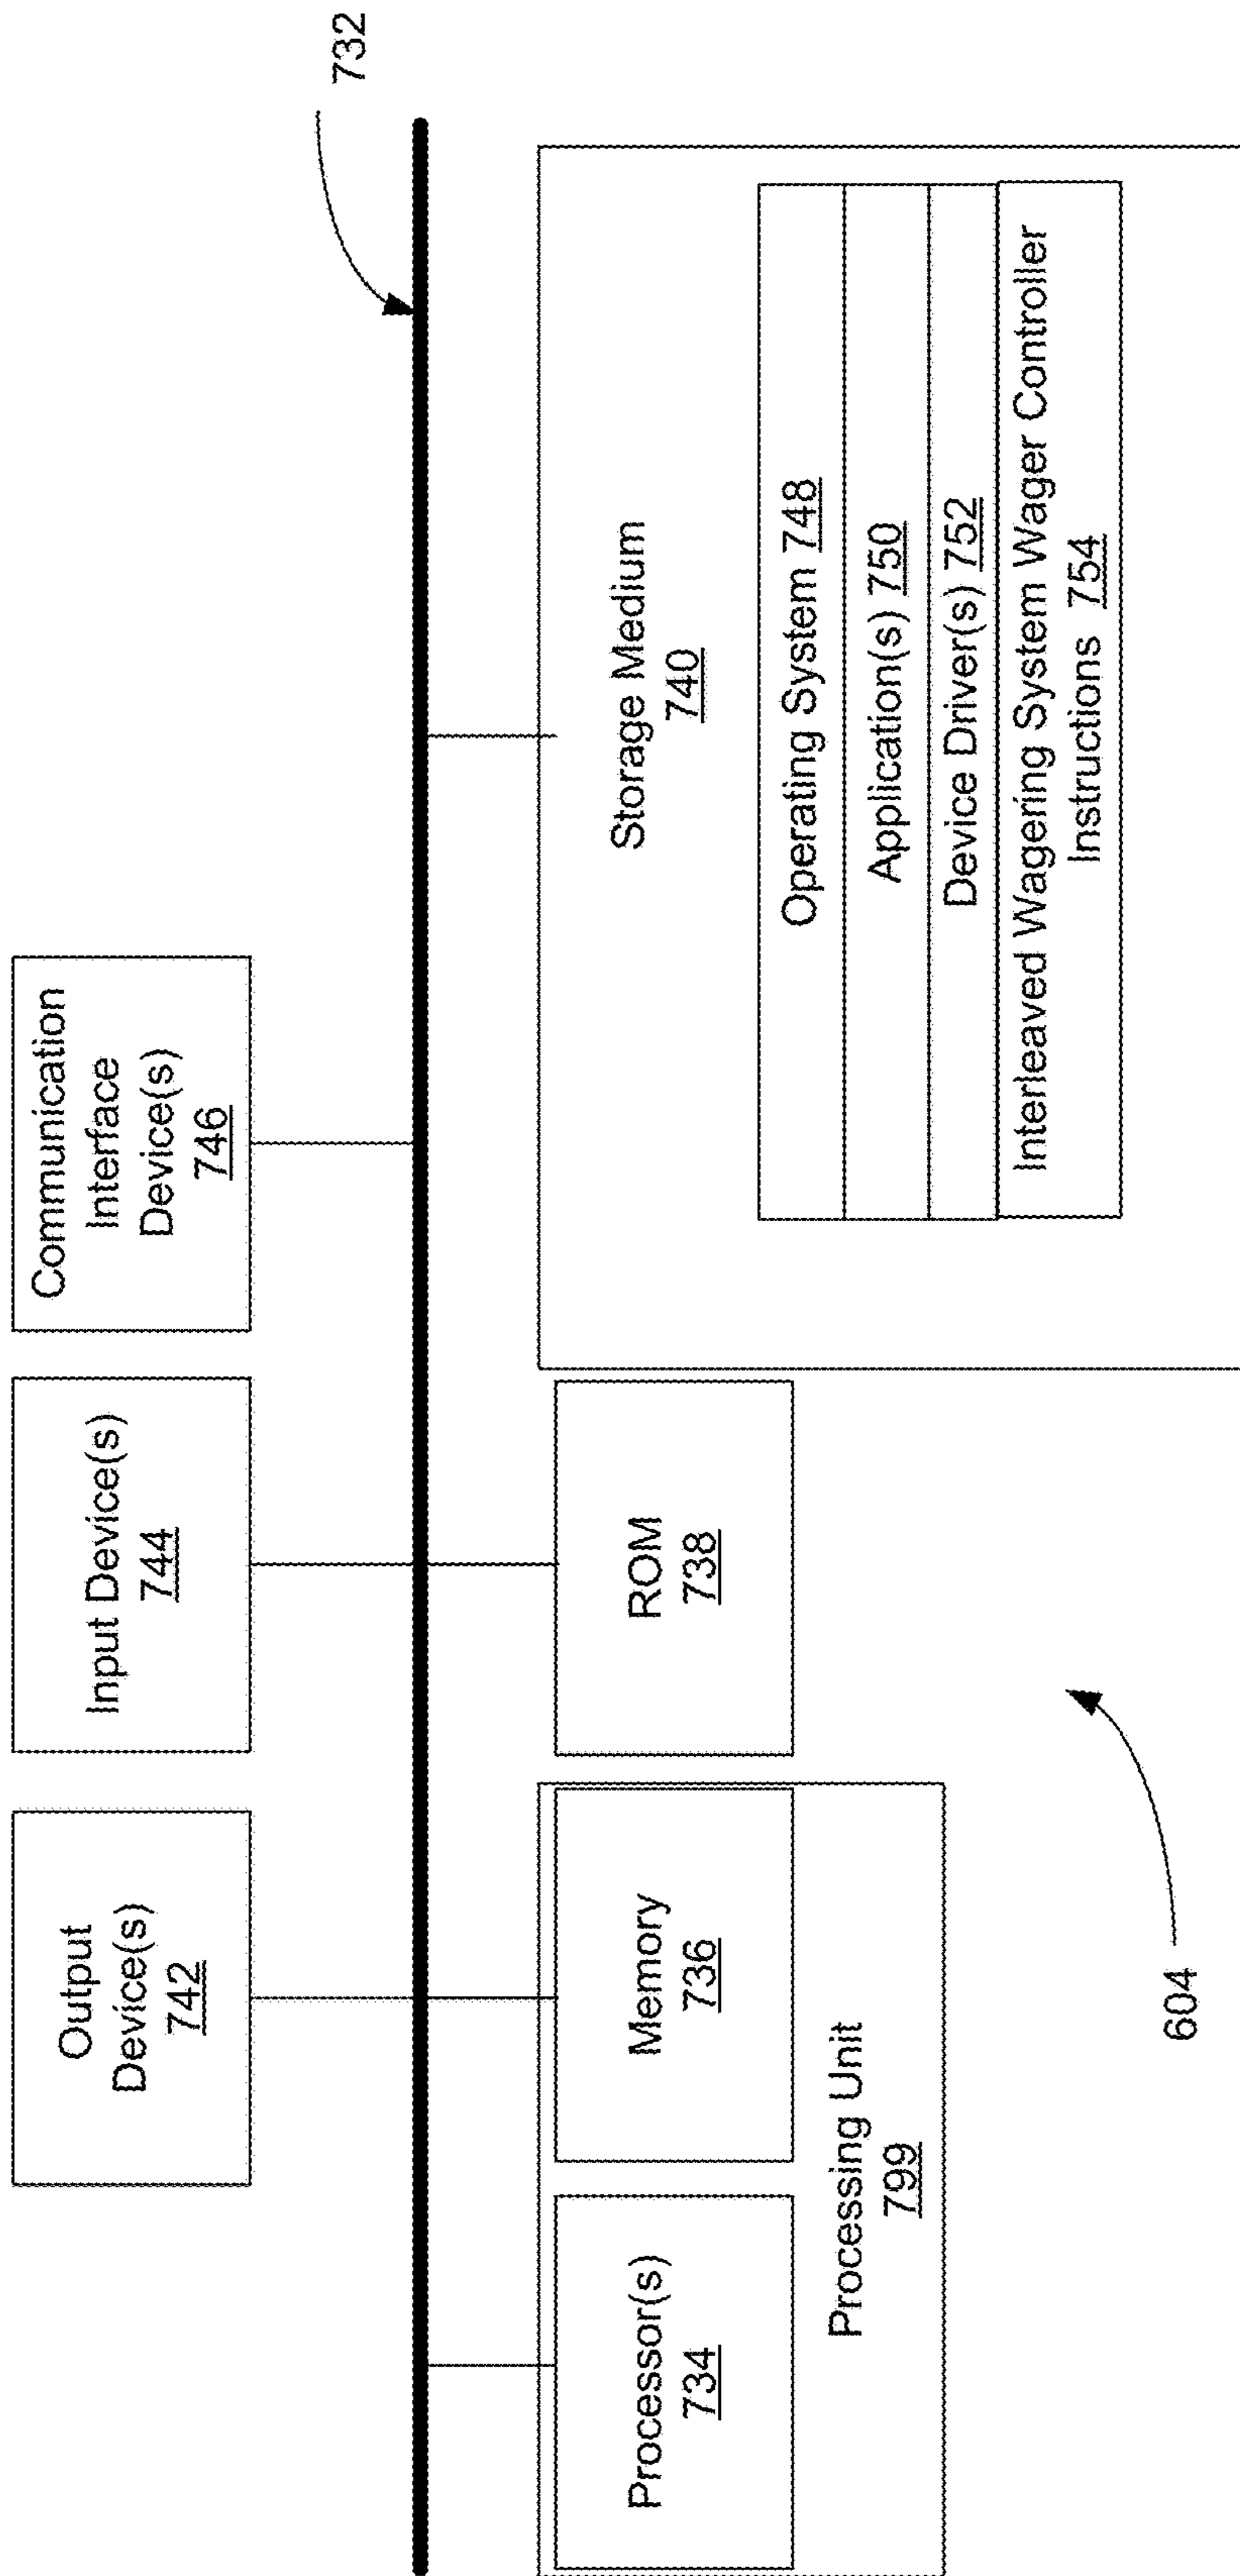 732
Output
Device(s)
742
Input Device(s)
744
Communication
Interface
Device(s)
746
Processor(s)
734
Memory
736
Processing Unit
799
ROM
738
Storage Medium
740
Operating System 748
Application(s) 750
Device Driver(s) 752
Interleaved Wagering System Wager Controller
Instructions 754
604